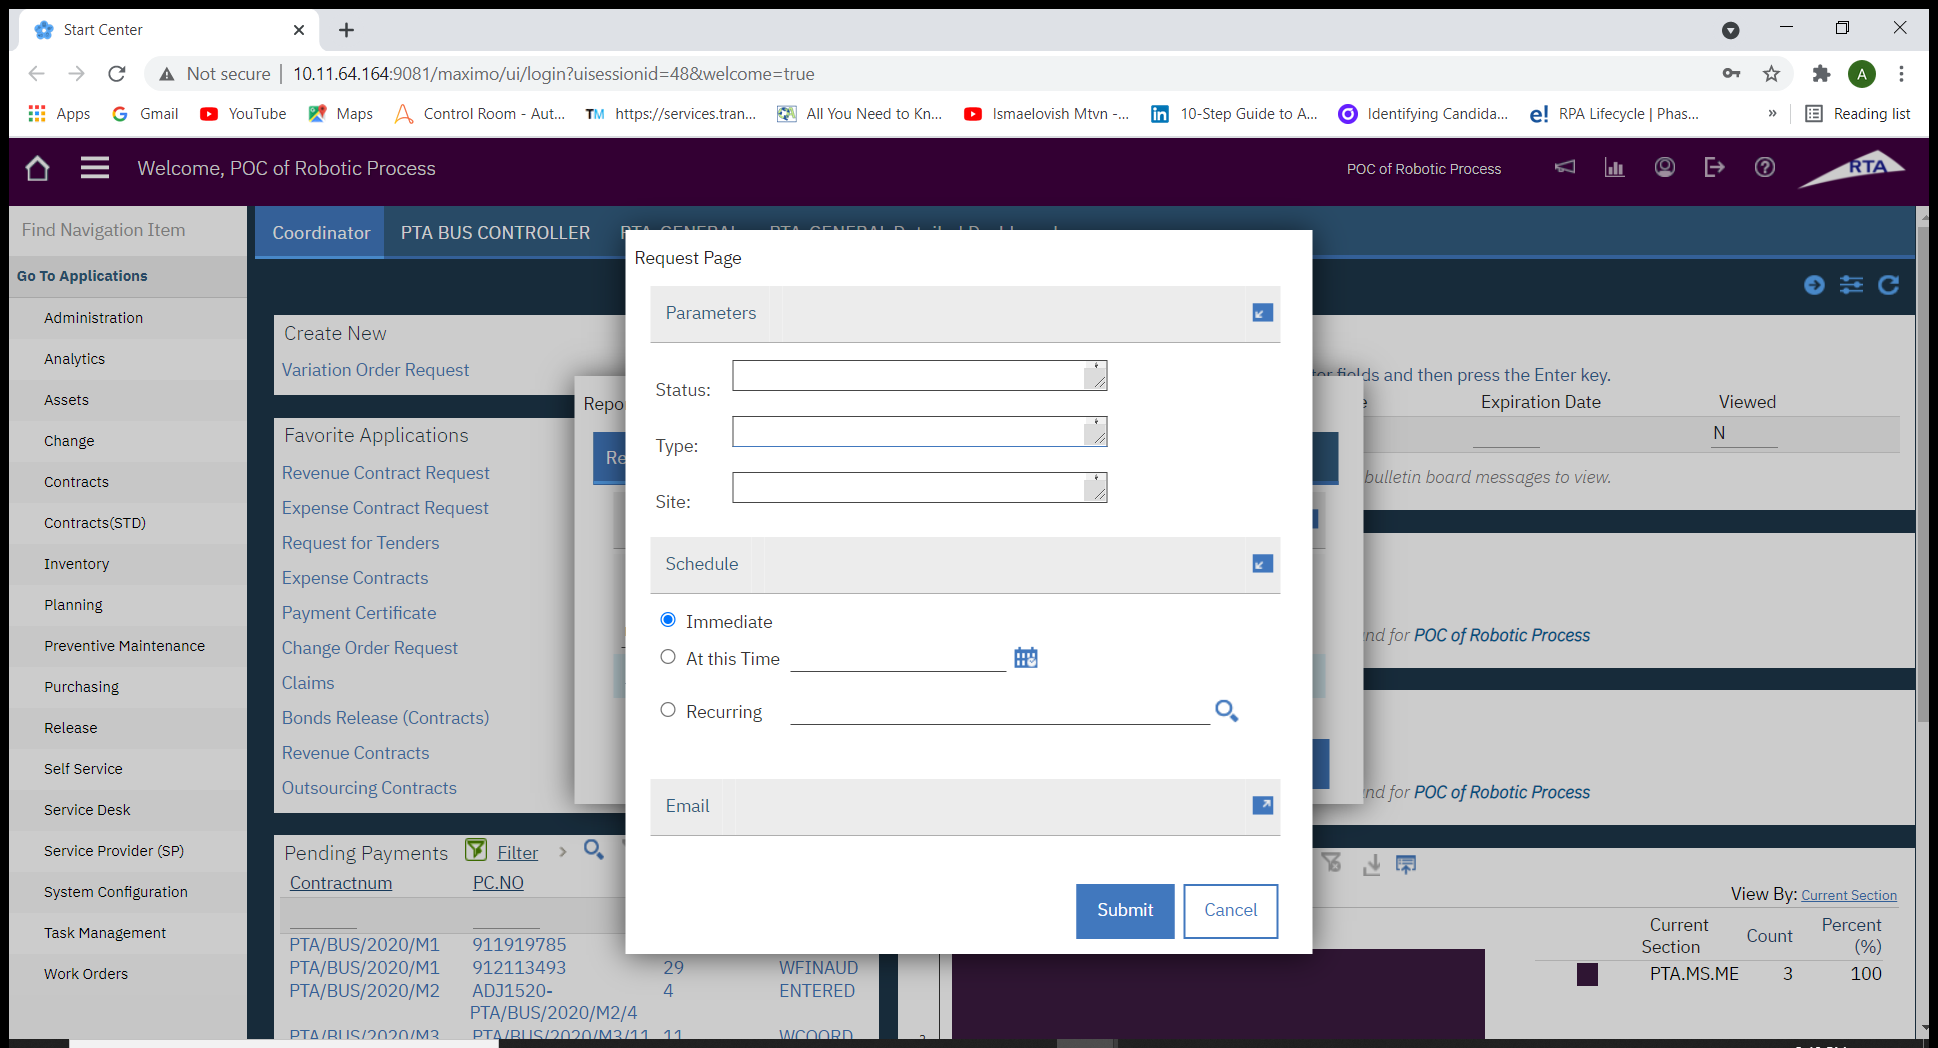 Start Center
Not secure | 10.11.64.164:9081/maximo/ui/login?uisessionid=48&welcome=true
A
Apps
Gmail
YouTube
Maps
Control Room - Aut...
TM https://services.tran...
All You Need to Kn...
Ismaelovish Mtvn -...
10-Step Guide to A...
Identifying Candida...
e! RPA Lifecycle | Phas...
»
Reading list
Welcome, POC of Robotic Process
POC of Robotic Process
RTA
Find Navigation Item
Go To Applications
Administration
Analytics
Assets
Change
Contracts
Contracts(STD)
Inventory
Planning
Preventive Maintenance
Purchasing
Release
Self Service
Service Desk
Service Provider (SP)
System Configuration
Task Management
Work Orders
Coordinator
PTA BUS CONTROLLER
Create New
Variation Order Request
Favorite Applications
Revenue Contract Request
Expense Contract Request
Request for Tenders
Expense Contracts
Payment Certificate
Change Order Request
Claims
Bonds Release (Contracts)
Revenue Contracts
Outsourcing Contracts
Pending Payments
Filter
Contractnum PC.NO
PTA/BUS/2020/M1 911919785
PTA/BUS/2020/M1 912113493 29 WFINAUD
PTA/BUS/2020/M2 ADJ1520- 4 ENTERED
PTA/BUS/2020/M2/4
PTA/BUS/2020/M3 PTA/BUS/2020/M3/11 11 WCOORD
Repo
Re
Request Page
Parameters
Status:
Type:
Site:
Schedule
Immediate
At this Time
Recurring
Email
Submit
Cancel
fields and then press the Enter key.
Expiration Date
Viewed
N
bulletin board messages to view.
nd for POC of Robotic Process
nd for POC of Robotic Process
View By: Current Section
Current Section Count Percent (%)
PTA.MS.ME 3 100